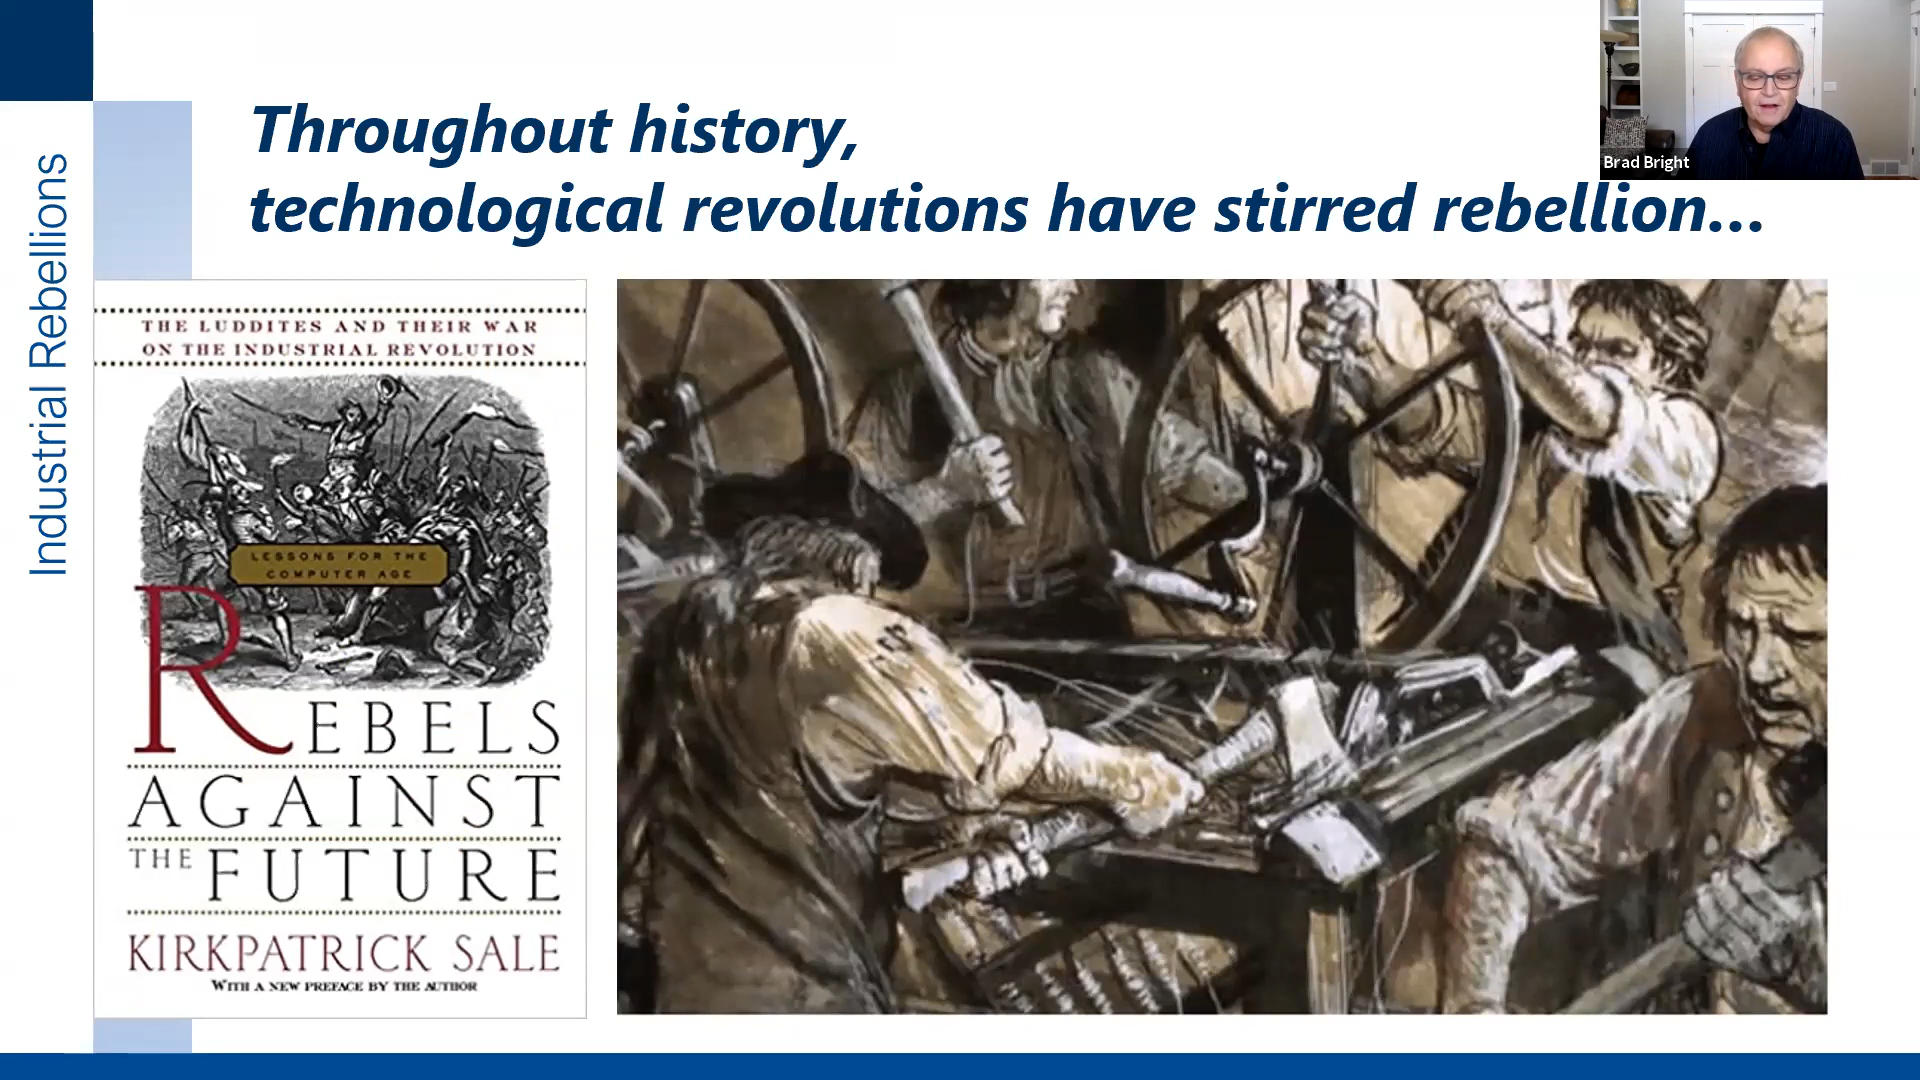 Throughout history,
technological revolutions have stirred rebellion...
Brad Bright
Industrial Rebellions
THE LUDDITES AND THEIR WAR
ON THE INDUSTRIAL REVOLUTION
LESSONS FOR THE
COMPUTER AGE
REBELS
AGAINST
THE FUTURE
KIRKPATRICK SALE
WITH A NEW PREFACE BY THE AUTHOR